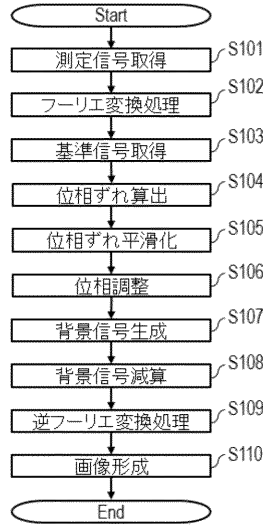 Start
測定信号取得 S101
フーリエ変換処理 S102
基準信号取得 S103
位相ずれ算出 S104
位相ずれ平滑化 S105
位相調整 S106
背景信号生成 S107
背景信号減算 S108
逆フーリエ変換処理 S109
画像形成 S110
End